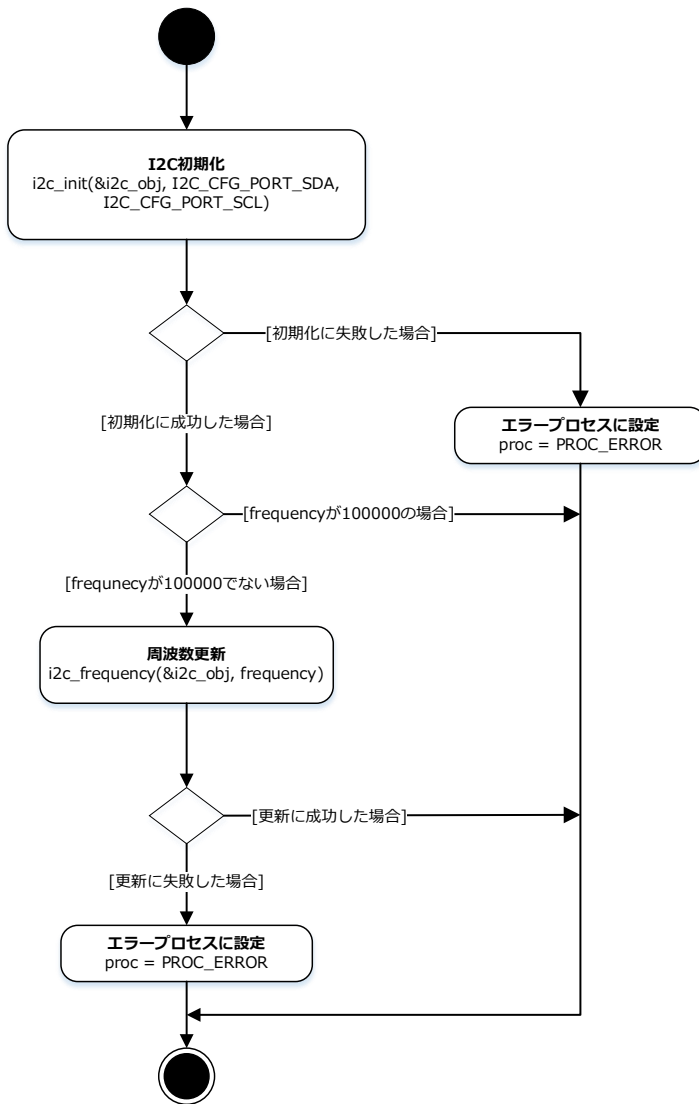 I2C初期化
i2c_init(&i2c_obj, I2C_CFG_PORT_SDA,
I2C_CFG_PORT_SCL)
[初期化に失敗した場合]
[初期化に成功した場合]
エラープロセスに設定
proc = PROC_ERROR
[frequencyが100000の場合]
[frequnecyが100000でない場合]
周波数更新
i2c_frequency(&i2c_obj, frequency)
[更新に成功した場合]
[更新に失敗した場合]
エラープロセスに設定
proc = PROC_ERROR